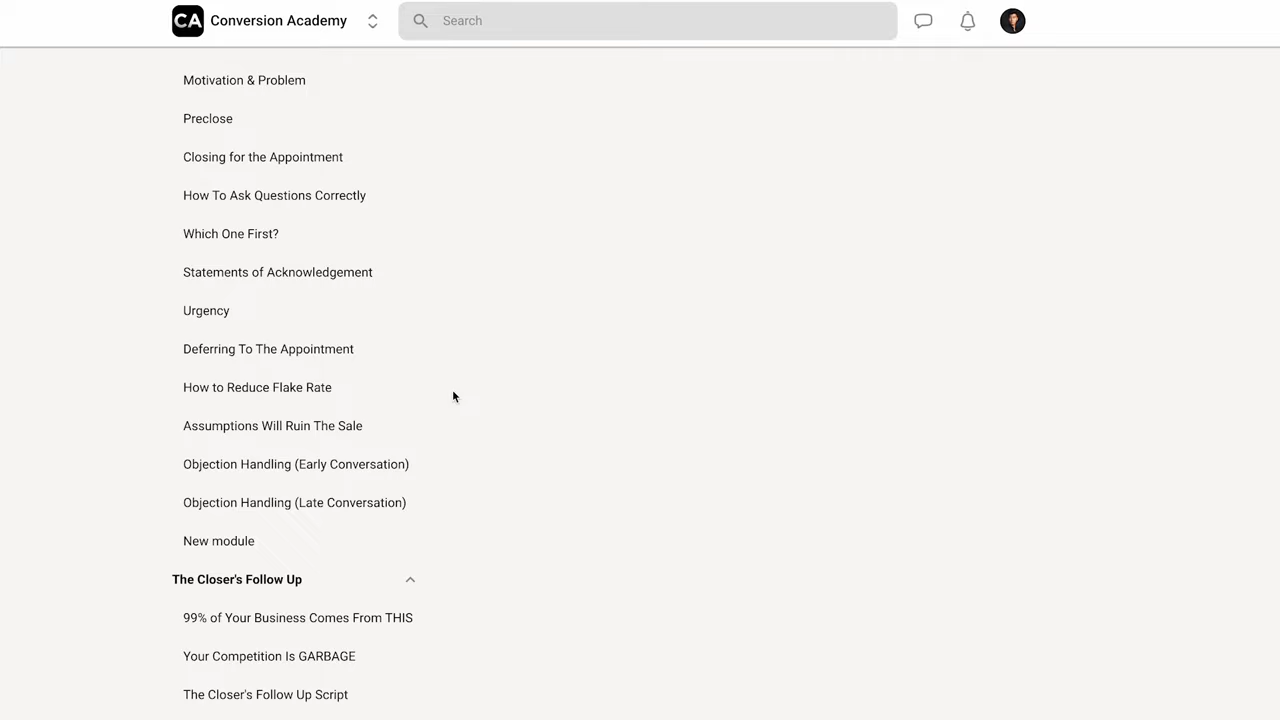 CA Conversion Academy Search
Motivation & Problem
Preclose
Closing for the Appointment
How To Ask Questions Correctly
Which One First?
Statements of Acknowledgement
Urgency
Deferring To The Appointment
How to Reduce Flake Rate
Assumptions Will Ruin The Sale
Objection Handling (Early Conversation)
Objection Handling (Late Conversation)
New module
The Closer's Follow Up
99% of Your Business Comes From THIS
Your Competition Is GARBAGE
The Closer's Follow Up Script